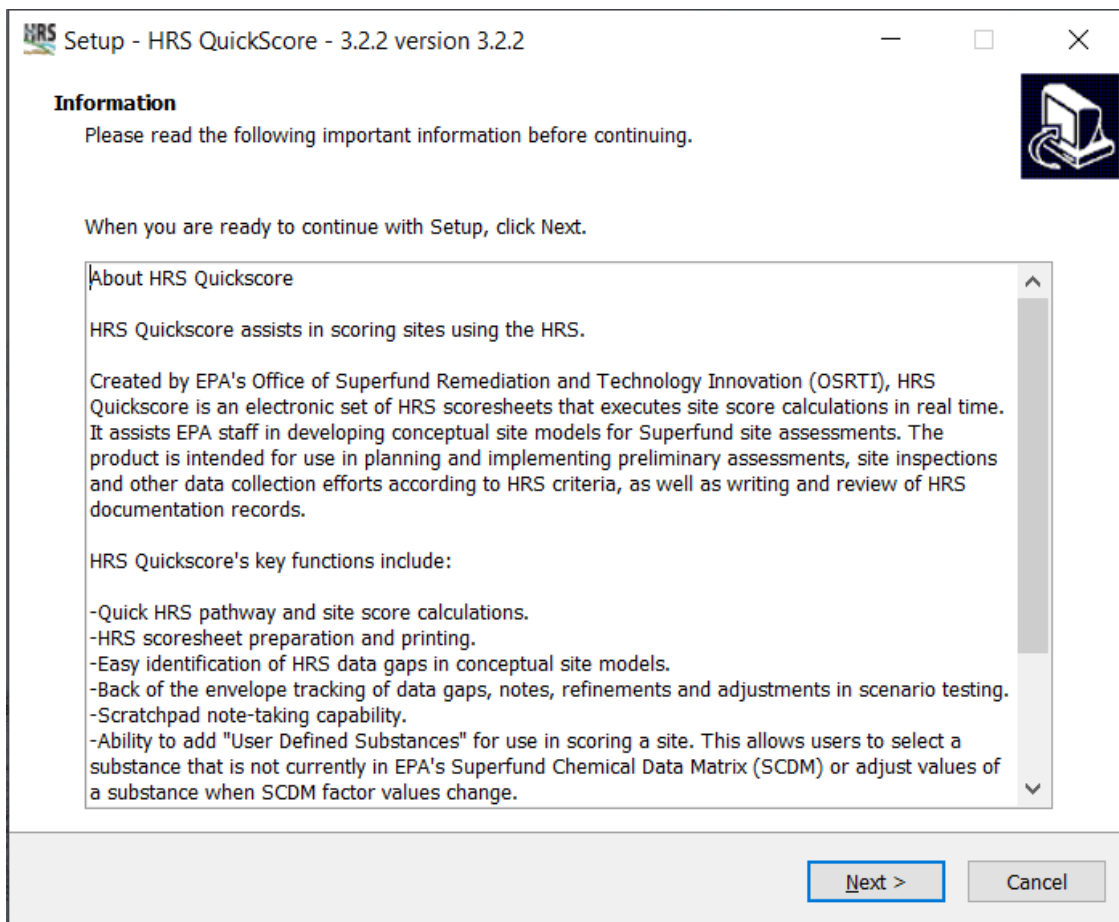 HRS
Setup - HRS QuickScore - 3.2.2 version 3.2.2
Information
Please read the following important information before continuing.
When you are ready to continue with Setup, click Next.
About HRS Quickscore
HRS Quickscore assists in scoring sites using the HRS.
Created by EPA's Office of Superfund Remediation and Technology Innovation (OSRTI), HRS
Quickscore is an electronic set of HRS scoresheets that executes site score calculations in real time.
It assists EPA staff in developing conceptual site models for Superfund site assessments. The
product is intended for use in planning and implementing preliminary assessments, site inspections
and other data collection efforts according to HRS criteria, as well as writing and review of HRS
documentation records.
HRS Quickscore's key functions include:
-Quick HRS pathway and site score calculations.
-HRS scoresheet preparation and printing.
-Easy identification of HRS data gaps in conceptual site models.
-Back of the envelope tracking of data gaps, notes, refinements and adjustments in scenario testing.
-Scratchpad note-taking capability.
-Ability to add "User Defined Substances" for use in scoring a site. This allows users to select a
substance that is not currently in EPA's Superfund Chemical Data Matrix (SCDM) or adjust values of
a substance when SCDM factor values change.
Next >
Cancel